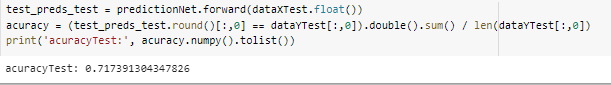 test_preds_test = predictionNet.forward(dataXTest.float())
acuracy = (test_preds_test.round()[:,0] == dataYTest[:,0]).double().sum() / len(dataYTest[:,0])
print('acuracyTest:', acuracy.numpy().tolist())
acuracyTest: 0.717391304347826